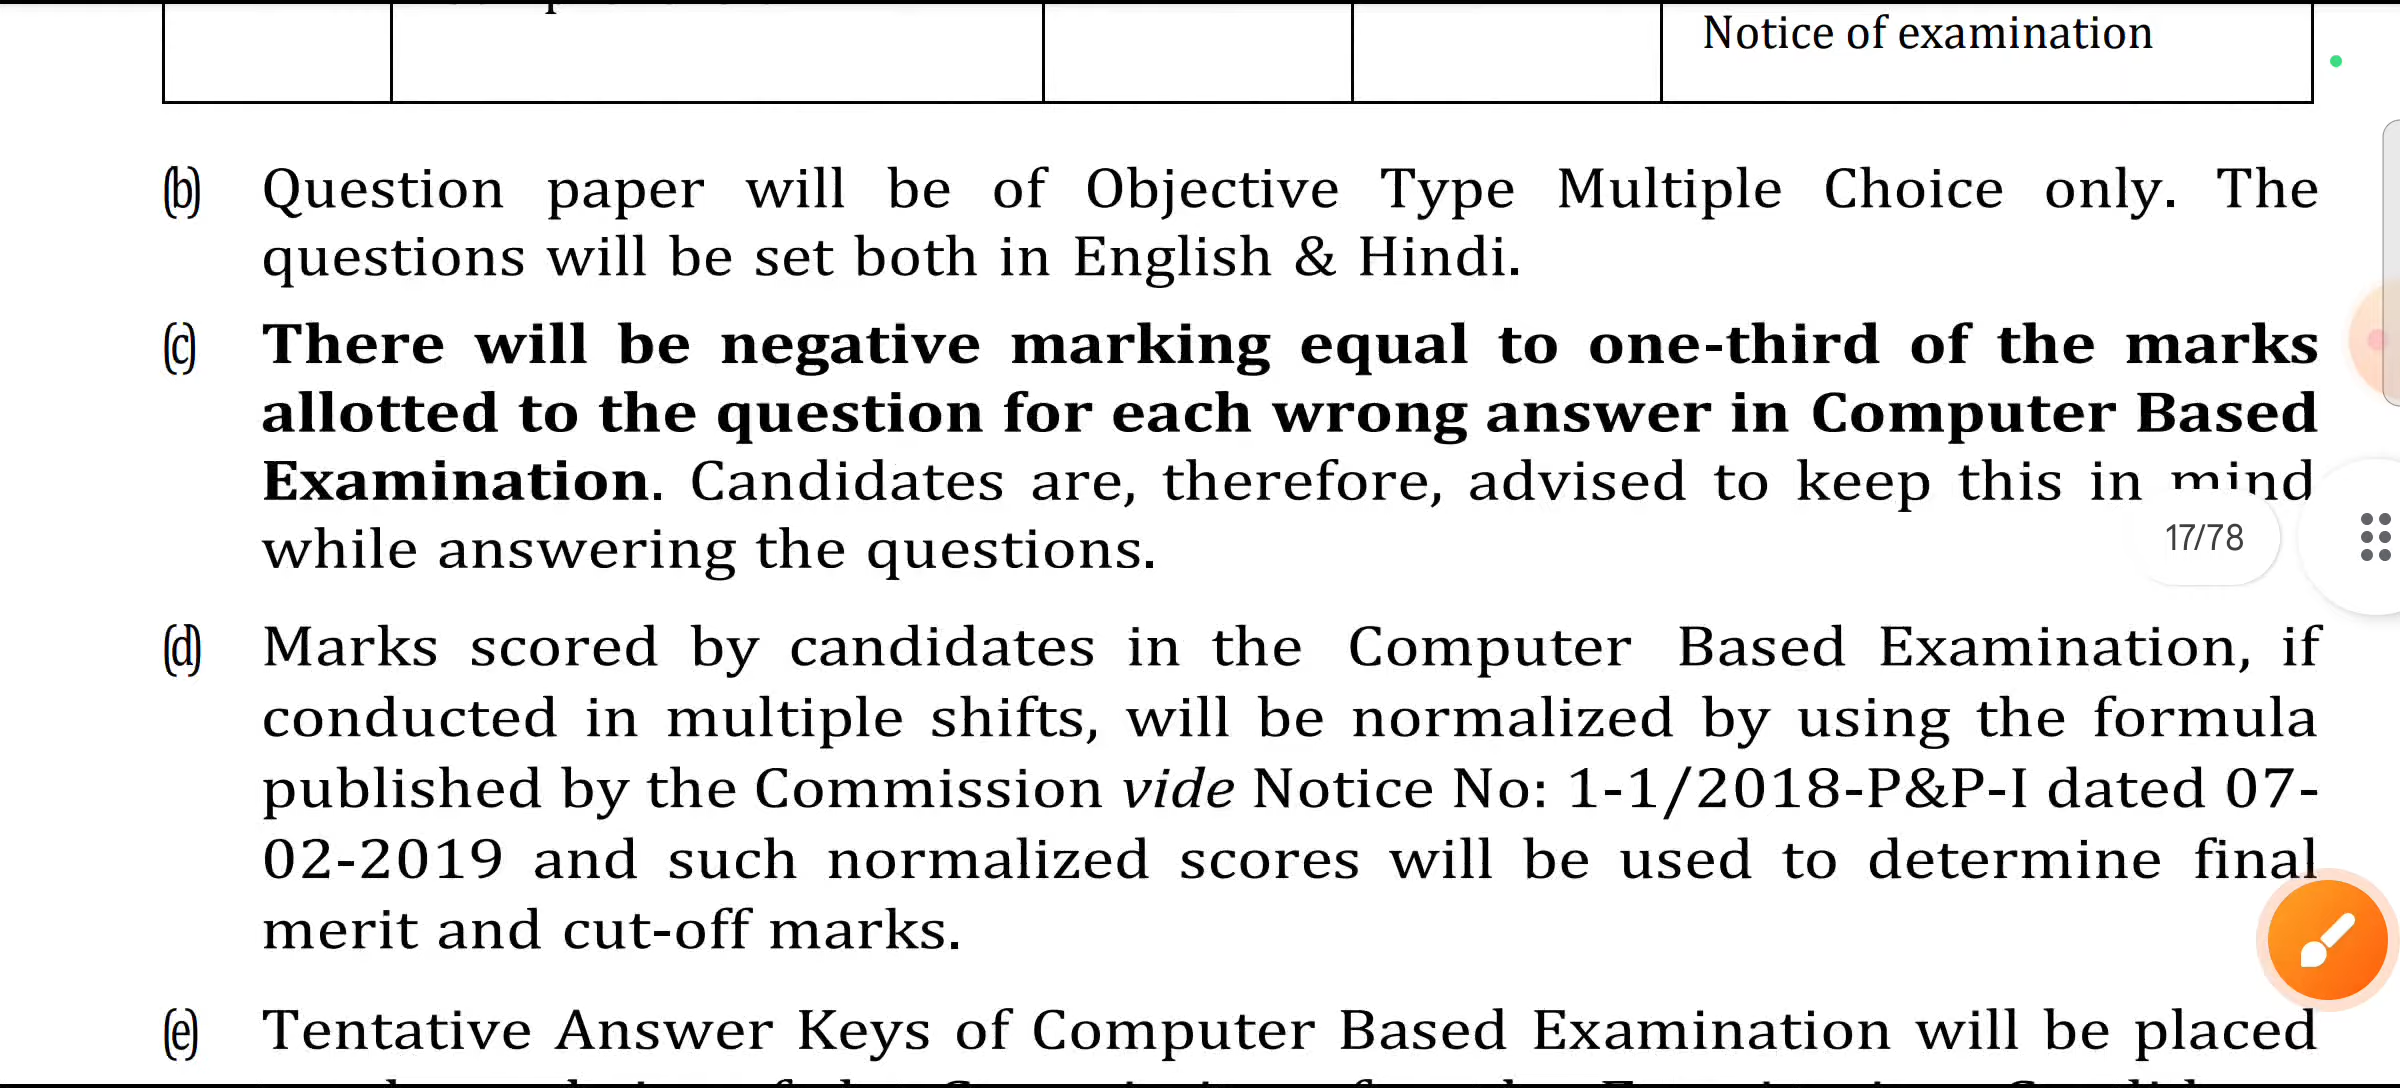 Notice of examination
(b) Question paper will be of Objective Type Multiple Choice only. The
questions will be set both in English & Hindi.
(c) There will be negative marking equal to one-third of the marks
allotted to the question for each wrong answer in Computer Based
Examination. Candidates are, therefore, advised to keep this in mind
while answering the questions.
17/78
(d) Marks scored by candidates in the Computer Based Examination, if
conducted in multiple shifts, will be normalized by using the formula
published by the Commission vide Notice No: 1-1/2018-P&P-I dated 07-
02-2019 and such normalized scores will be used to determine final
merit and cut-off marks.
(e) Tentative Answer Keys of Computer Based Examination will be placed